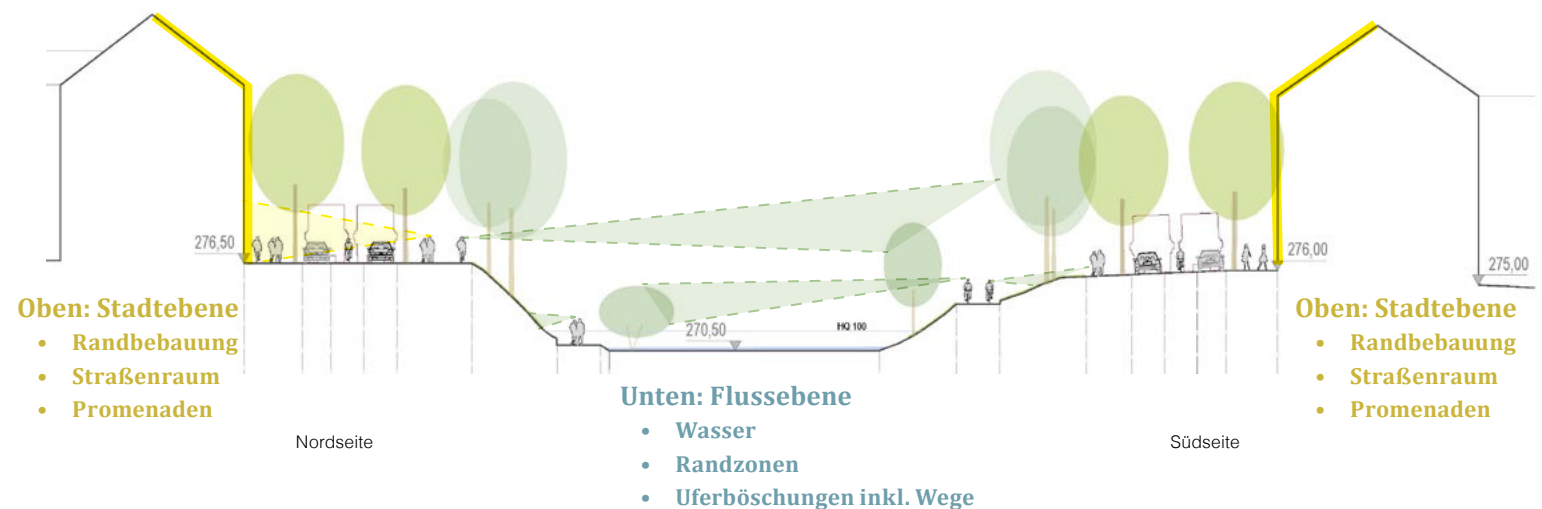 276,50
276,00
275,00
270,50
HQ 100
Oben: Stadtebene
• Randbebauung
• Straßenraum
• Promenaden
Nordseite
Unten: Flussebene
• Wasser
• Randzonen
• Uferböschungen inkl. Wege
Oben: Stadtebene
• Randbebauung
• Straßenraum
• Promenaden
Südseite